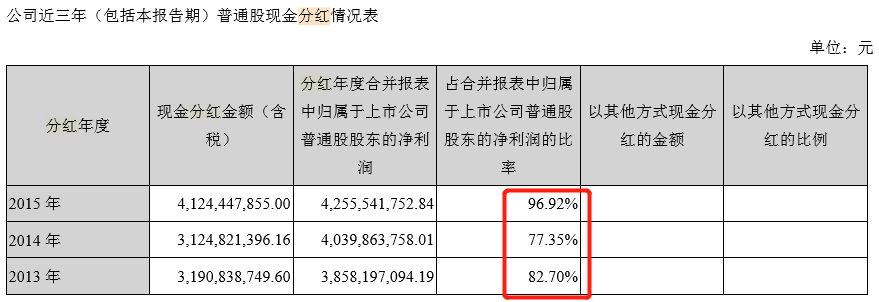 公司近三年（包括本报告期）普通股现金分红情况表
单位：元
分红年度 现金分红金额（含税） 分红年度合并报表中归属于上市公司普通股股东的净利润 占合并报表中归属于上市公司普通股股东的净利润的比率 以其他方式现金分红的金额 以其他方式现金分红的比例
2015 年 4,124,447,855.00 4,255,541,752.84 96.92%
2014 年 3,124,821,396.16 4,039,863,758.01 77.35%
2013 年 3,190,838,749.60 3,858,197,094.19 82.70%